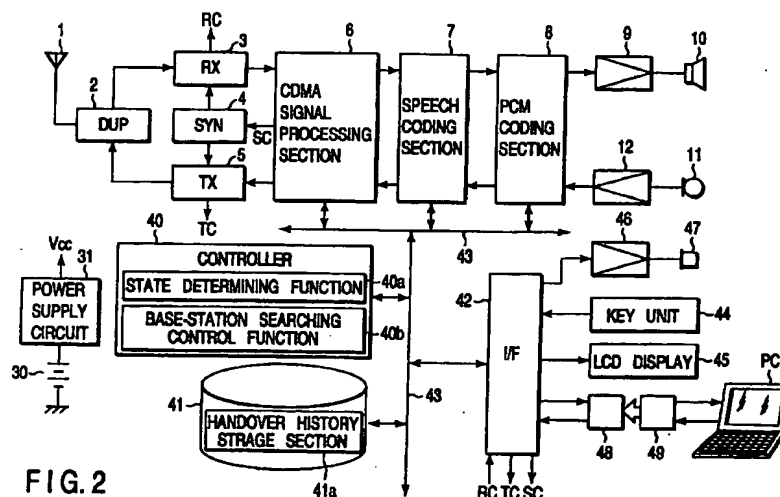 RC
1
3
6
7
8
9
10
RX
2
DUP
4
SYN
SC
5
TX
TC
CDMA
SIGNAL
PROCESSING
SECTION
SPEECH
CODING
SECTION
PCM
CODING
SECTION
12
11
43
40
CONTROLLER
STATE DETERMINING FUNCTION
40a
BASE-STATION SEARCHING
CONTROL FUNCTION
40b
Vcc
31
POWER
SUPPLY
CIRCUIT
30
46
47
42
I/F
KEY UNIT
44
LCD DISPLAY
45
PC
48
49
41
HANDOVER HISTORY
STRAGE SECTION
41a
43
RC TC SC
FIG.2